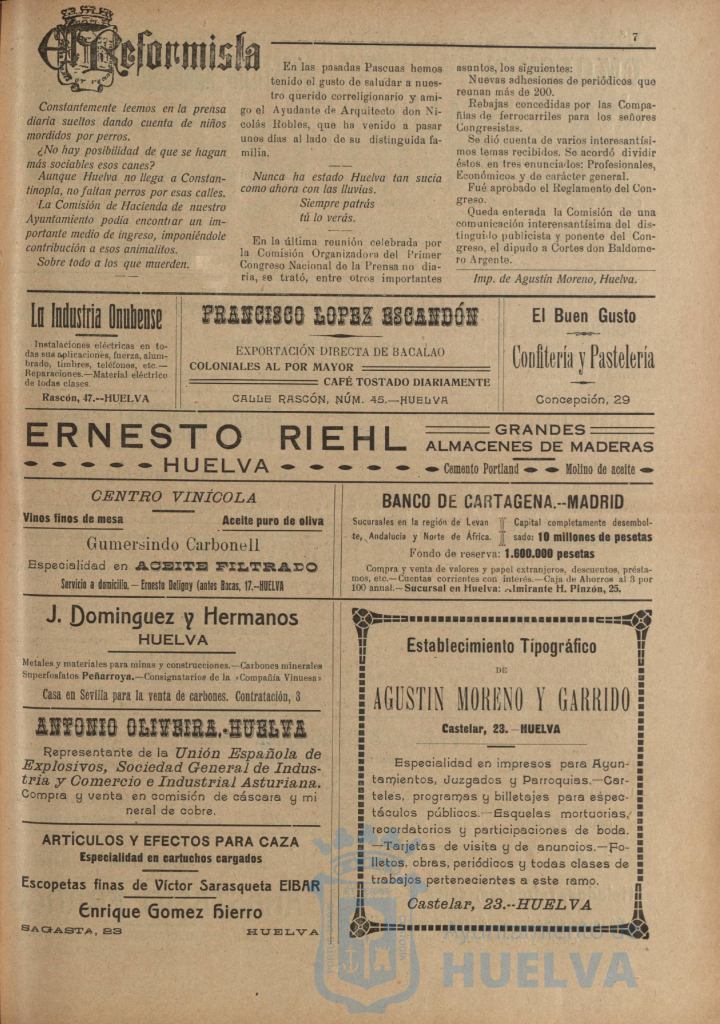 El Reformista
7
Constantemente leemos en la prensa
diaria sueltos dando cuenta de niños
mordidos por perros.
¿No hay posibilidad de que se hagan
más sociables esos canes?
Aunque Huelva no llega a Constan-
tinopla, no faltan perros por esas calles.
La Comisión de Hacienda de nuestro
Ayuntamiento podía encontrar un im-
portante medio de ingreso, imponiéndole
contribución a esos animalitos.
Sobre todo a los que muerden.
En las pasadas Pascuas hemos
tenido el gusto de saludar a nues-
tro querido correligionario y ami-
go el Ayudante de Arquitecto don Ni-
colás Robles, que ha venido a pasar
unos días al lado de su distinguida fa-
milia.
Nunca ha estado Huelva tan sucia
como ahora con las lluvias.
Siempre patrás
tú lo verás.
En la última reunión celebrada por
la Comisión Organizadora del Primer
Congreso Nacional de la Prensa no dia-
ria, se trató, entre otros importantes
asuntos, los siguientes:
Nuevas adhesiones de periódicos que
reunan más de 200.
Rebajas concedidas por las Compa-
ñías de ferrocarriles para los señores
Congresistas.
Se dió cuenta de varios interesantísi-
mos temas recibidos. Se acordó dividir
éstos, en tres enunciados: Profesionales,
Económicos y de carácter general.
Fué aprobado el Reglamento del Con-
greso.
Queda enterada la Comisión de una
comunicación interesantísima del dis-
tinguido publicista y ponente del Con-
greso, el dipudo a Cortes don Baldome-
ro Argente.
Imp. de Agustín Moreno, Huelva.
La Industria Onubense
Instalaciones eléctricas en to-
das sus aplicaciones, fuerza, alum-
brado, timbres, teléfonos, etc.—
Reparaciones.—Material eléctrico
de todas clases.
Rascón, 47.—HUELVA
FRANCISCO LOPEZ ESCANDÓN
EXPORTACIÓN DIRECTA DE BACALAO
COLONIALES AL POR MAYOR
CAFÉ TOSTADO DIARIAMENTE
CALLE RASCÓN, NÚM. 45.—HUELVA
El Buen Gusto
Confitería y Pastelería
Concepción, 29
ERNESTO RIEHL
HUELVA
GRANDES
ALMACENES DE MADERAS
Cemento Portland
Molino de aceite
CENTRO VINÍCOLA
Vinos finos de mesa
Aceite puro de oliva
Gumersindo Carbonell
Especialidad en ACEITE FILTRADO
Servicio a domicilio.—Ernesto Deligny (antes Bocas, 17.—HUELVA
BANCO DE CARTAGENA.--MADRID
Sucursales en la región de Levan
te, Andalucía y Norte de África.
Capital completamente desembol-
sado: 10 millones de pesetas
Fondo de reserva: 1.600.000 pesetas
Compra y venta de valores y papel extranjeros, descuentos, présta-
mos, etc.—Cuentas corrientes con interés.—Caja de Ahorros al 3 por
100 anual.—Sucursal en Huelva: Almirante H. Pinzón, 25.
J. Dominguez y Hermanos
HUELVA
Metales y materiales para minas y construcciones.—Carbones minerales
Superfosfatos Peñarroya.—Consignatarios de la «Compañía Vinuesa»
Casa en Sevilla para la venta de carbones. Contratación, 3
ANTONIO OLIVEIRA.-HUELVA
Representante de la Unión Española de
Explosivos, Sociedad General de Indus-
tria y Comercio e Industrial Asturiana.
Compra y venta en comisión de cáscara y mi
neral de cobre.
ARTÍCULOS Y EFECTOS PARA CAZA
Especialidad en cartuchos cargados
Escopetas finas de Víctor Sarasqueta EIBAR
Enrique Gomez Hierro
SAGASTA, 23
HUELVA
Establecimiento Tipográfico
DE
AGUSTIN MORENO Y GARRIDO
Castelar, 23.—HUELVA
Especialidad en impresos para Ayun-
tamientos, Juzgados y Parroquias.—Car-
teles, programas y billetajes para espec-
táculos públicos.—Esquelas mortuorias,
recordatorios y participaciones de boda.
—Tarjetas de visita y de anuncios.—Fo-
lletos, obras, periódicos y todas clases de
trabajos pertenecientes a este ramo.
Castelar, 23.--HUELVA
Ayuntamiento
HUELVA